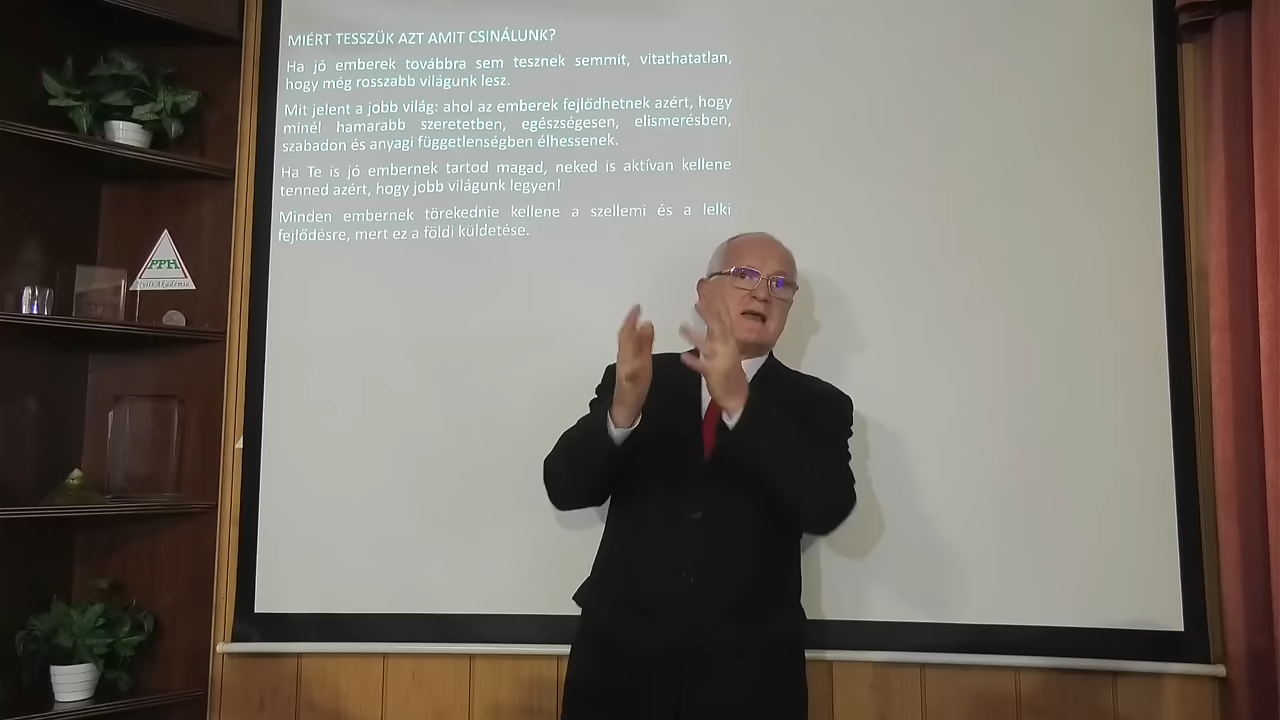 MIÉRT TESSZÜK AZT AMIT CSINÁLUNK?
Ha jó emberek továbbra sem tesznek semmit, vitathatatlan,
hogy még rosszabb világunk lesz.
Mit jelent a jobb világ: ahol az emberek fejlődhetnek azért, hogy
minél hamarabb szeretetben, egészségesen, elismerésben,
szabadon és anyagi függetlenségben élhessenek.
Ha Te is jó embernek tartod magad, neked is aktívan kellene
tenned azért, hogy jobb világunk legyen!
Minden embernek törekednie kellene a szellemi és a lelki
fejlődésre, mert ez a földi küldetése.
PPH
Nyílt Akadémia